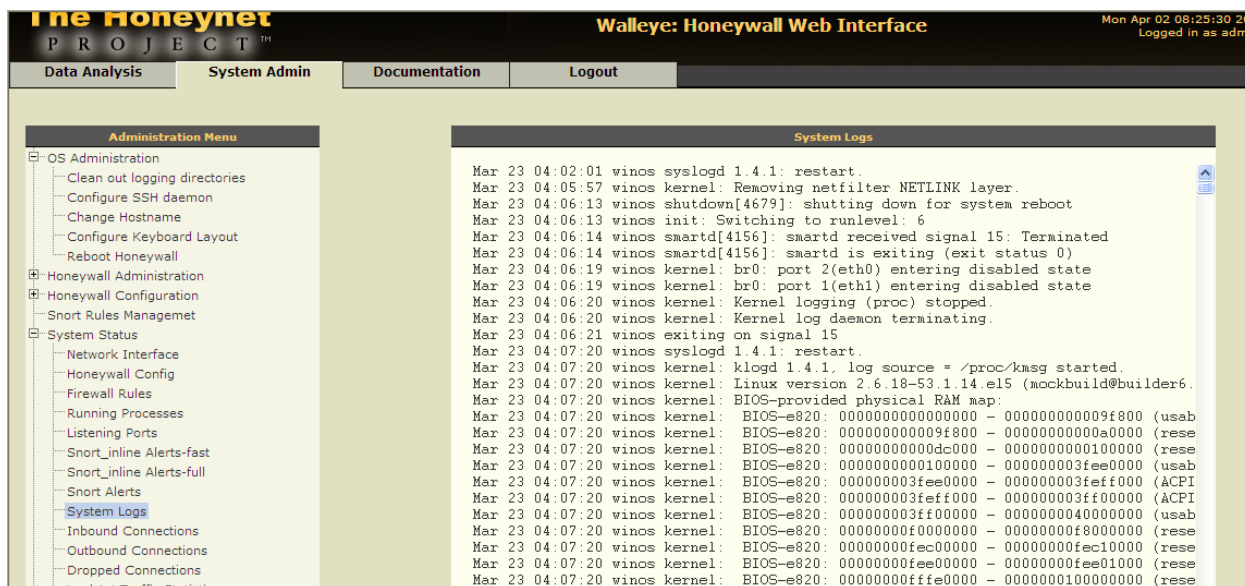 The Honeynet
P R O J E C T ™
Walleye: Honeywall Web Interface
Mon Apr 02 08:25:30
Logged in as
Data Analysis
System Admin
Documentation
Logout
Administration Menu
OS Administration
Clean out logging directories
Configure SSH daemon
Change Hostname
Configure Keyboard Layout
Reboot Honeywall
Honeywall Administration
Honeywall Configuration
Snort Rules Managemet
System Status
Network Interface
Honeywall Config
Firewall Rules
Running Processes
Listening Ports
Snort_inline Alerts-fast
Snort_inline Alerts-full
Snort Alerts
System Logs
Inbound Connections
Outbound Connections
Dropped Connections
System Logs
Mar 23 04:02:01 winos syslogd 1.4.1: restart.
Mar 23 04:05:57 winos kernel: Removing netfilter NETLINK layer.
Mar 23 04:06:13 winos shutdown[4679]: shutting down for system reboot
Mar 23 04:06:13 winos init: Switching to runlevel: 6
Mar 23 04:06:14 winos smartd[4156]: smartd received signal 15: Terminated
Mar 23 04:06:14 winos smartd[4156]: smartd is exiting (exit status 0)
Mar 23 04:06:19 winos kernel: br0: port 2(eth0) entering disabled state
Mar 23 04:06:19 winos kernel: br0: port 1(eth1) entering disabled state
Mar 23 04:06:20 winos kernel: Kernel logging (proc) stopped.
Mar 23 04:06:20 winos kernel: Kernel log daemon terminating.
Mar 23 04:06:21 winos exiting on signal 15
Mar 23 04:07:20 winos syslogd 1.4.1: restart.
Mar 23 04:07:20 winos kernel: klogd 1.4.1, log source = /proc/kmsg started.
Mar 23 04:07:20 winos kernel: Linux version 2.6.18-53.1.14.el5 (mockbuild@builder6.
Mar 23 04:07:20 winos kernel: BIOS-provided physical RAM map:
Mar 23 04:07:20 winos kernel: BIOS-e820: 0000000000000000 - 000000000009f800 (usab
Mar 23 04:07:20 winos kernel: BIOS-e820: 000000000009f800 - 00000000000a0000 (rese
Mar 23 04:07:20 winos kernel: BIOS-e820: 00000000000dc000 - 0000000000100000 (rese
Mar 23 04:07:20 winos kernel: BIOS-e820: 0000000000100000 - 000000003fee0000 (usab
Mar 23 04:07:20 winos kernel: BIOS-e820: 000000003fee0000 - 000000003feff000 (ACPI
Mar 23 04:07:20 winos kernel: BIOS-e820: 000000003feff000 - 000000003ff00000 (ACPI
Mar 23 04:07:20 winos kernel: BIOS-e820: 000000003ff00000 - 0000000040000000 (usab
Mar 23 04:07:20 winos kernel: BIOS-e820: 00000000f0000000 - 00000000f8000000 (rese
Mar 23 04:07:20 winos kernel: BIOS-e820: 00000000fec00000 - 00000000fec10000 (rese
Mar 23 04:07:20 winos kernel: BIOS-e820: 00000000fee00000 - 00000000fee01000 (rese
Mar 23 04:07:20 winos kernel: BIOS-e820: 00000000fffe0000 - 0000000100000000 (rese